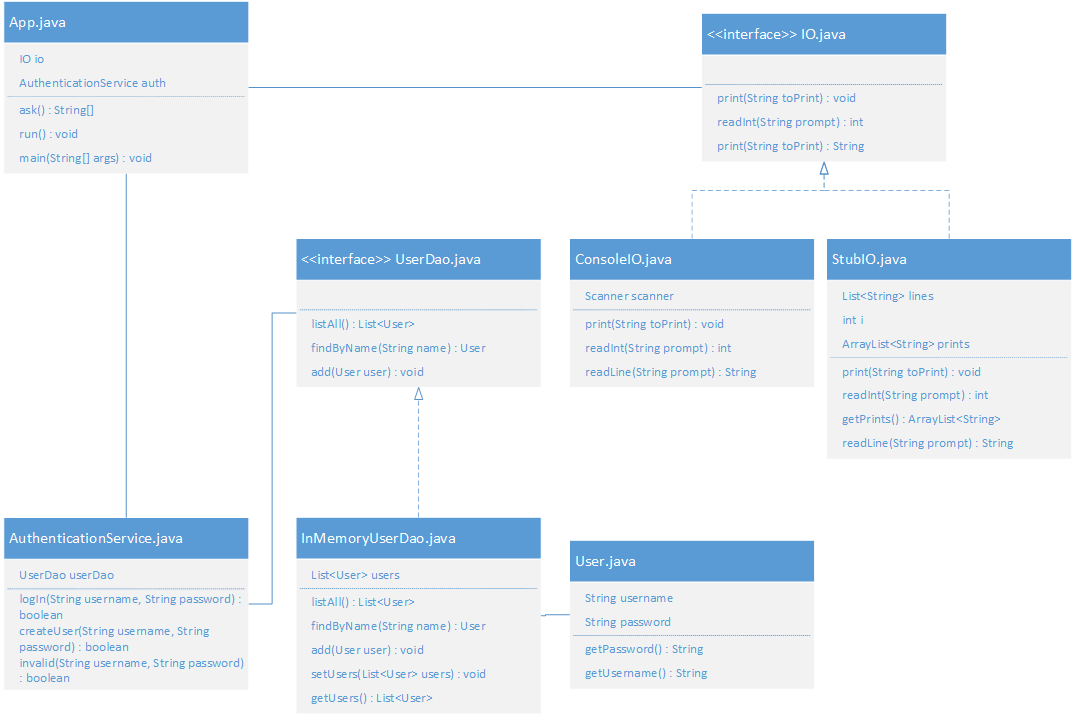 App.java
IO io
AuthenticationService auth
ask() : String[]
run() : void
main(String[] args) : void
<<interface>> IO.java
print(String toPrint) : void
readInt(String prompt) : int
print(String toPrint) : String
<<interface>> UserDao.java
listAll() : List<User>
findByName(String name) : User
add(User user) : void
ConsoleIO.java
Scanner scanner
print(String toPrint) : void
readInt(String prompt) : int
readLine(String prompt) : String
StubIO.java
List<String> lines
int i
ArrayList<String> prints
print(String toPrint) : void
readInt(String prompt) : int
getPrints() : ArrayList<String>
readLine(String prompt) : String
AuthenticationService.java
UserDao userDao
logIn(String username, String password) :
boolean
createUser(String username, String
password) : boolean
invalid(String username, String password)
: boolean
InMemoryUserDao.java
List<User> users
listAll() : List<User>
findByName(String name) : User
add(User user) : void
setUsers(List<User> users) : void
getUsers() : List<User>
User.java
String username
String password
getPassword() : String
getUsername() : String